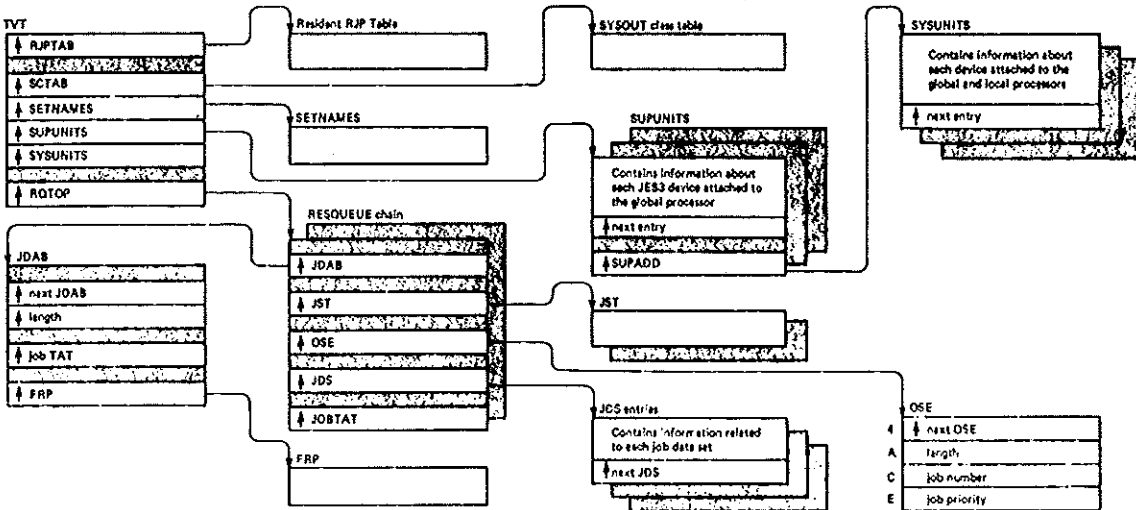 TVT
RJPTAB
SCTAB
SETNAMES
SUPUNITS
SYSUNITS
RQTOP
Resident RJP Table
SYSOUT class table
SYSUNITS
Contains information about
each device attached to the
global and local processors
next entry
SETNAMES
SUPUNITS
Contains information about
each JES3 device attached to
the global processor
next entry
SUPADD
RESQUEUE chain
JDAB
JST
OSE
JDS
JOBTAT
JDAB
next JDAB
length
job TAT
FRP
JST
FRP
JDS entries
Contains information related
to each job data set
next JDS
OSE
4 next OSE
A length
C job number
E job priority